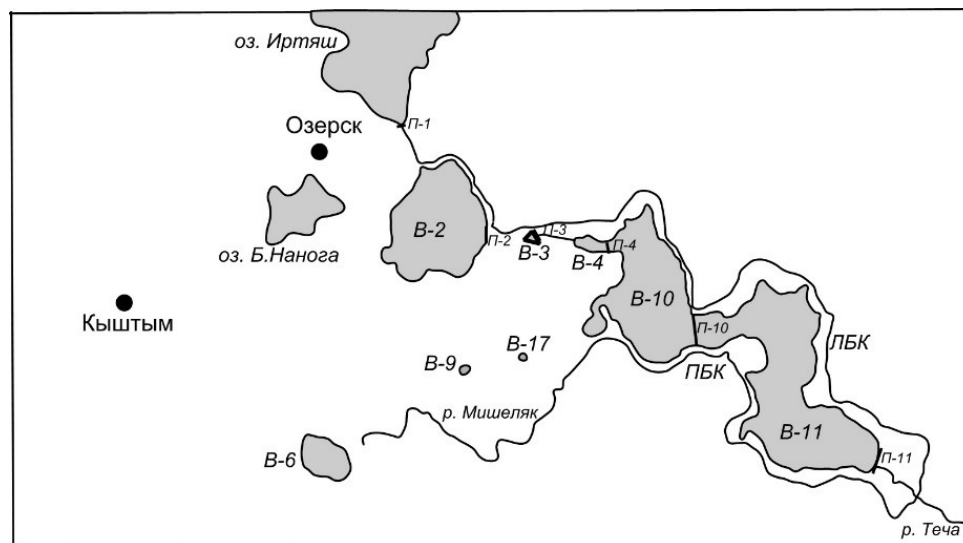 оз. Иртяш
П-1
Озерск
В-2
П-2
П-3
В-3
В-4
П-4
оз. Б.Нанога
В-10
Кыштым
П-10
ЛБК
В-17
В-9
ПБК
р. Мишеляк
В-11
В-6
П-11
р. Теча